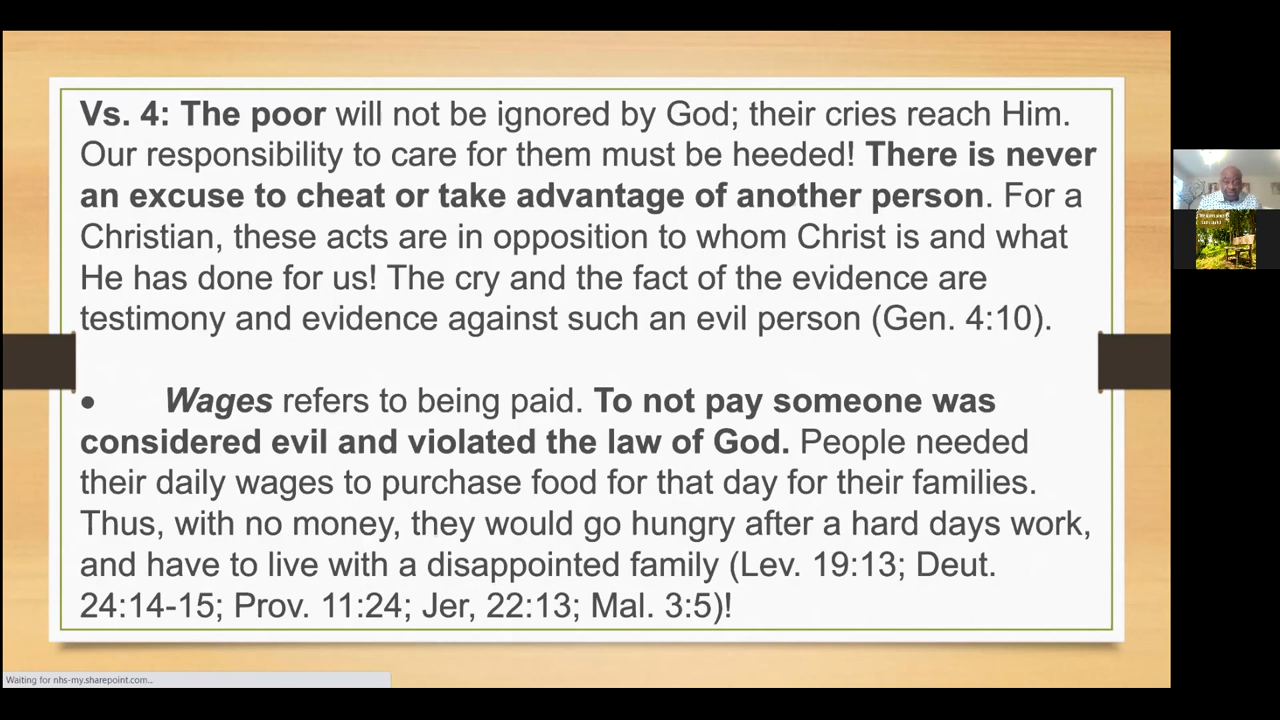 Vs. 4: The poor will not be ignored by God; their cries reach Him.
Our responsibility to care for them must be heeded! There is never
an excuse to cheat or take advantage of another person. For a
Christian, these acts are in opposition to whom Christ is and what
He has done for us! The cry and the fact of the evidence are
testimony and evidence against such an evil person (Gen. 4:10).
• Wages refers to being paid. To not pay someone was
considered evil and violated the law of God. People needed
their daily wages to purchase food for that day for their families.
Thus, with no money, they would go hungry after a hard days work,
and have to live with a disappointed family (Lev. 19:13; Deut.
24:14-15; Prov. 11:24; Jer, 22:13; Mal. 3:5)!
Waiting for nhs-my.sharepoint.com...